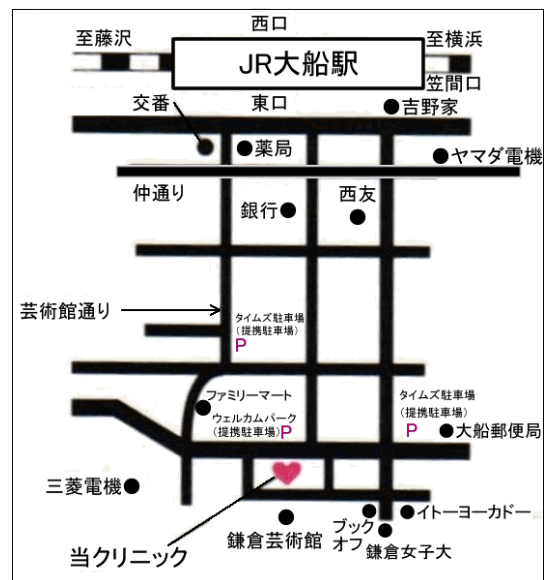 西口
至藤沢
JR大船駅
至横浜
笠間口
交番
東口
吉野家
薬局
ヤマダ電機
仲通り
銀行
西友
芸術館通り
タイムズ駐車場
(提携駐車場)
P
ファミリーマート
ウェルカムパーク
(提携駐車場)P
タイムズ駐車場
(提携駐車場)
P
大船郵便局
三菱電機
当クリニック
鎌倉芸術館
ブック
オフ
イトーヨーカドー
鎌倉女子大